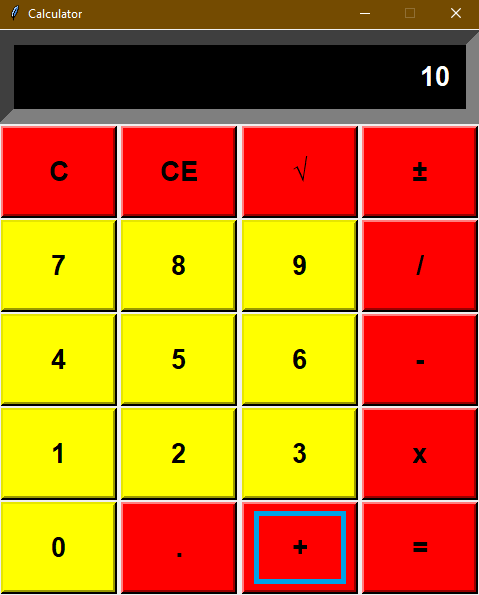 Calculator
10
C CE √ ±
7 8 9 /
4 5 6 -
1 2 3 x
0 . + =